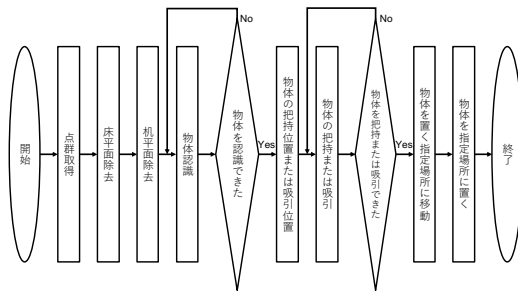 開始
点群取得
床平面除去
机平面除去
物体認識
物体を認識できた
No
Yes
物体の把持位置または吸引位置
物体の把持または吸引
物体を把持または吸引できた
No
Yes
物体を置く指定場所に移動
物体を指定場所に置く
終了